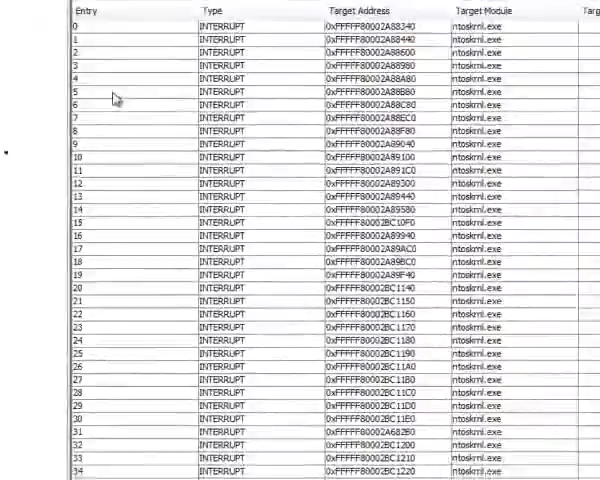 Entry Type Target Address Target Module Targ
0 INTERRUPT 0xFFFFF80002A88340 ntoskrnl.exe
1 INTERRUPT 0xFFFFF80002A88440 ntoskrnl.exe
2 INTERRUPT 0xFFFFF80002A88600 ntoskrnl.exe
3 INTERRUPT 0xFFFFF80002A88980 ntoskrnl.exe
4 INTERRUPT 0xFFFFF80002A88A80 ntoskrnl.exe
5 INTERRUPT 0xFFFFF80002A88B80 ntoskrnl.exe
6 INTERRUPT 0xFFFFF80002A88C80 ntoskrnl.exe
7 INTERRUPT 0xFFFFF80002A88EC0 ntoskrnl.exe
8 INTERRUPT 0xFFFFF80002A88F80 ntoskrnl.exe
9 INTERRUPT 0xFFFFF80002A89040 ntoskrnl.exe
10 INTERRUPT 0xFFFFF80002A89100 ntoskrnl.exe
11 INTERRUPT 0xFFFFF80002A891C0 ntoskrnl.exe
12 INTERRUPT 0xFFFFF80002A89300 ntoskrnl.exe
13 INTERRUPT 0xFFFFF80002A89440 ntoskrnl.exe
14 INTERRUPT 0xFFFFF80002A89580 ntoskrnl.exe
15 INTERRUPT 0xFFFFF80002BC10F0 ntoskrnl.exe
16 INTERRUPT 0xFFFFF80002A89940 ntoskrnl.exe
17 INTERRUPT 0xFFFFF80002A89AC0 ntoskrnl.exe
18 INTERRUPT 0xFFFFF80002A89BC0 ntoskrnl.exe
19 INTERRUPT 0xFFFFF80002A89F40 ntoskrnl.exe
20 INTERRUPT 0xFFFFF80002BC1140 ntoskrnl.exe
21 INTERRUPT 0xFFFFF80002BC1150 ntoskrnl.exe
22 INTERRUPT 0xFFFFF80002BC1160 ntoskrnl.exe
23 INTERRUPT 0xFFFFF80002BC1170 ntoskrnl.exe
24 INTERRUPT 0xFFFFF80002BC1180 ntoskrnl.exe
25 INTERRUPT 0xFFFFF80002BC1190 ntoskrnl.exe
26 INTERRUPT 0xFFFFF80002BC11A0 ntoskrnl.exe
27 INTERRUPT 0xFFFFF80002BC11B0 ntoskrnl.exe
28 INTERRUPT 0xFFFFF80002BC11C0 ntoskrnl.exe
29 INTERRUPT 0xFFFFF80002BC11D0 ntoskrnl.exe
30 INTERRUPT 0xFFFFF80002BC11E0 ntoskrnl.exe
31 INTERRUPT 0xFFFFF80002A682B0 ntoskrnl.exe
32 INTERRUPT 0xFFFFF80002BC1200 ntoskrnl.exe
33 INTERRUPT 0xFFFFF80002BC1210 ntoskrnl.exe
34 INTERRUPT 0xFFFFF80002BC1220 ntoskrnl.exe